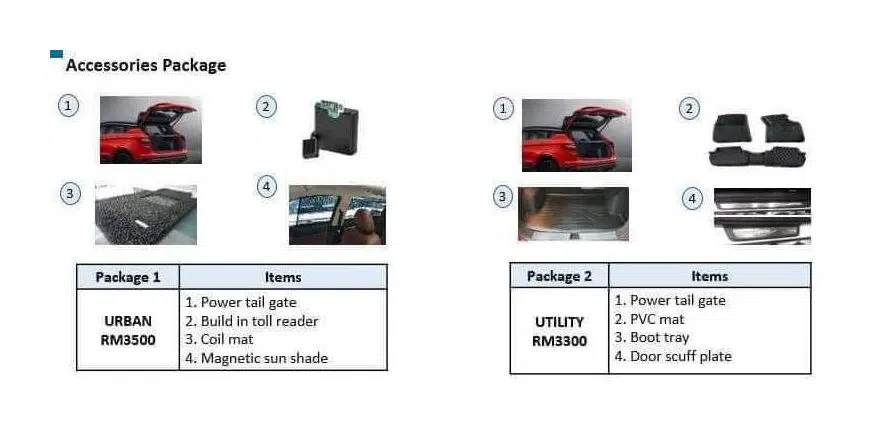 Accessories Package
1
2
3
4
Package 1
Items
URBAN
RM3500
1. Power tail gate
2. Build in toll reader
3. Coil mat
4. Magnetic sun shade
1
2
3
4
Package 2
Items
UTILITY
RM3300
1. Power tail gate
2. PVC mat
3. Boot tray
4. Door scuff plate